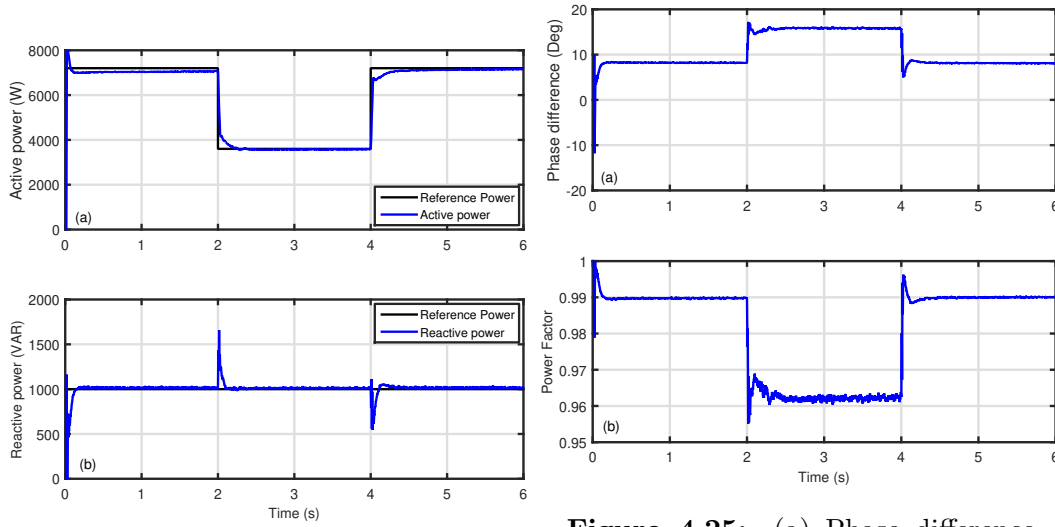 8000
6000
4000
2000
0
Active power (W)
(a)
Reference Power
Active power
0 1 2 3 4 5 6
2000
1500
1000
500
0
Reactive power (VAR)
Reference Power
Reactive power
(b)
0 1 2 3 4 5 6
Time (s)
20
10
0
-10
-20
Phase difference (Deg)
(a)
0 1 2 3 4 5 6
1
0.99
0.98
0.97
0.96
0.95
Power Factor
(b)
0 1 2 3 4 5 6
Time (s)
Figure 4.25: (a) Phase difference